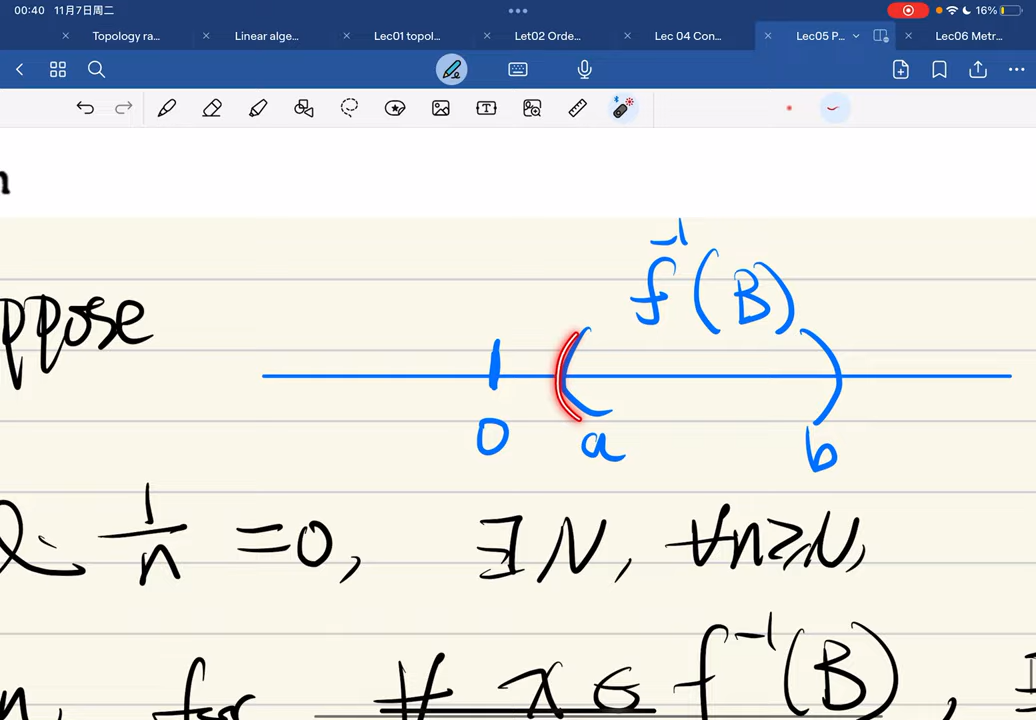 00:40 11月7日周二
16%
Topology ra...
Linear alge...
Lec01 topol...
Let02 Orde...
Lec 04 Con...
Lec05 P...
Lec06 Metr...
n
ppose
f⁻¹(B)
0 a b
1/n =0, ∃N, ∀n≥N,
n, for ∀ x∈ f⁻¹(B),